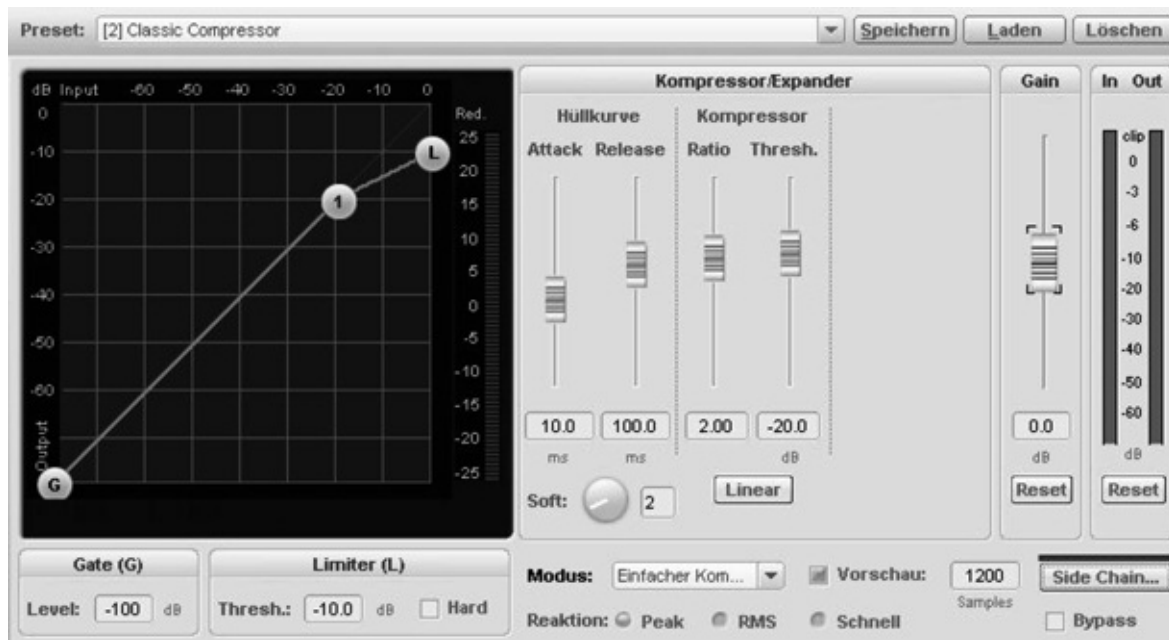 Preset: [2] Classic Compressor Speichern Laden Löschen
dB Input -60 -50 -40 -30 -20 -10 0
0
-10
-20
-30
-40
-50
-60
Output
G
1
L
Red.
25
20
15
10
5
0
-5
-10
-15
-20
-25
Kompressor/Expander
Hüllkurve Kompressor
Attack Release Ratio Thresh.
10.0 100.0 2.00 -20.0
ms ms dB
Soft: 2 Linear
Gain
0.0
dB
Reset
In Out
clip
0
-3
-6
-10
-20
-30
-40
-50
-60
dB
Reset
Gate (G)
Level: -100 dB
Limiter (L)
Thresh.: -10.0 dB Hard
Modus: Einfacher Kom... Vorschau: 1200 Side Chain...
Samples
Reaktion: Peak RMS Schnell Bypass